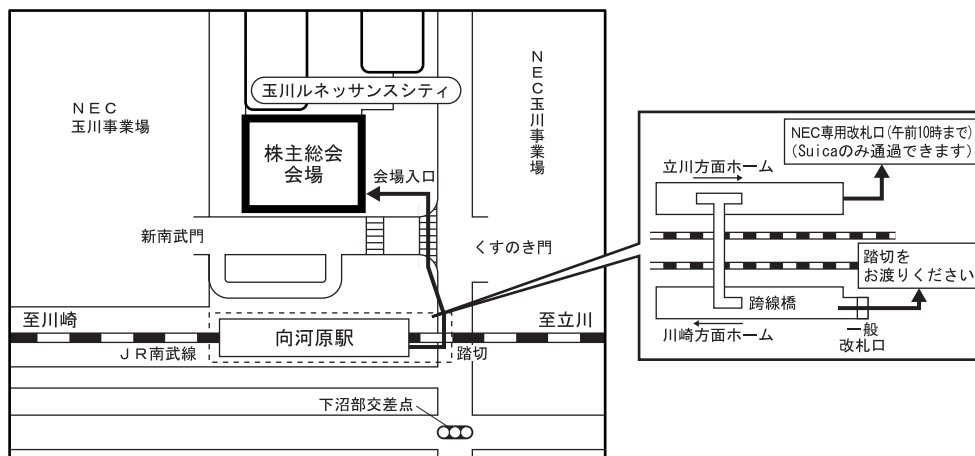 NEC
玉川事業場
玉川ルネッサンスシティ
NEC玉川事業場
株主総会
会場
会場入口
新南武門
くすのき門
至川崎
至立川
向河原駅
JR南武線
踏切
下沼部交差点
NEC専用改札口(午前10時まで)
(Suicaのみ通過できます)
立川方面ホーム
踏切を
お渡りください
跨線橋
川崎方面ホーム
一般
改札口